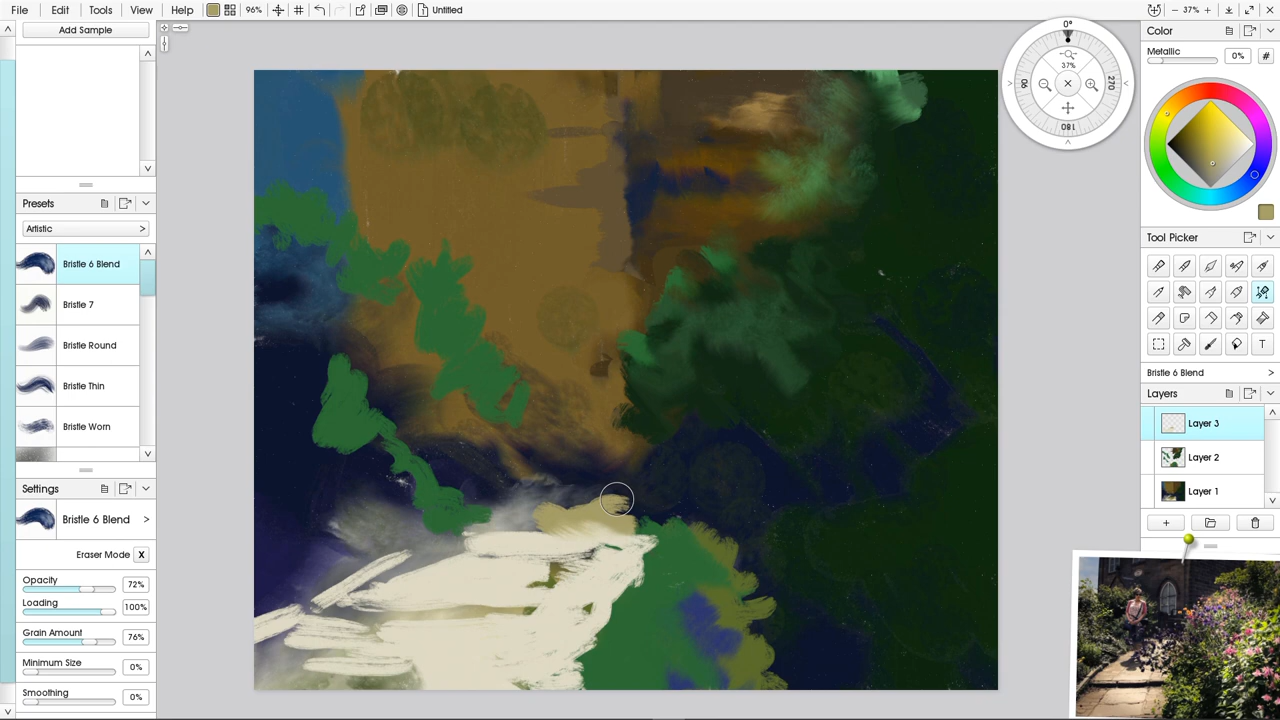 File Edit Tools View Help 96% Untitled 37%
Add Sample
Presets
Artistic >
Bristle 6 Blend
Bristle 7
Bristle Round
Bristle Thin
Bristle Worn
Settings
Bristle 6 Blend >
Eraser Mode X
Opacity
72%
Loading
100%
Grain Amount
76%
Minimum Size
0%
Smoothing
0%
0°
37%
90
270
180
Color
Metallic
0% #
Tool Picker
T
Bristle 6 Blend >
Layers
Layer 3
Layer 2
Layer 1